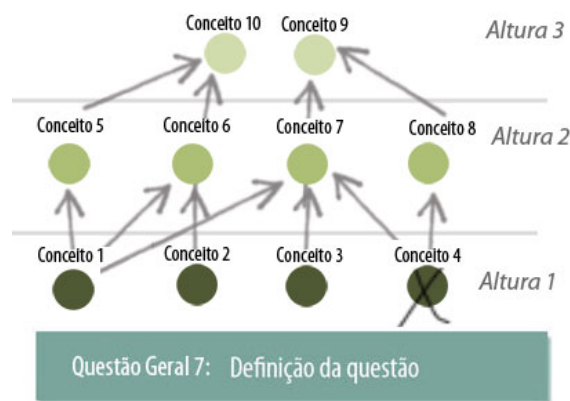 Conceito 10 Conceito 9 Altura 3
Conceito 5 Conceito 6 Conceito 7 Conceito 8 Altura 2
Conceito 1 Conceito 2 Conceito 3 Conceito 4 Altura 1
Questão Geral 7: Definição da questão